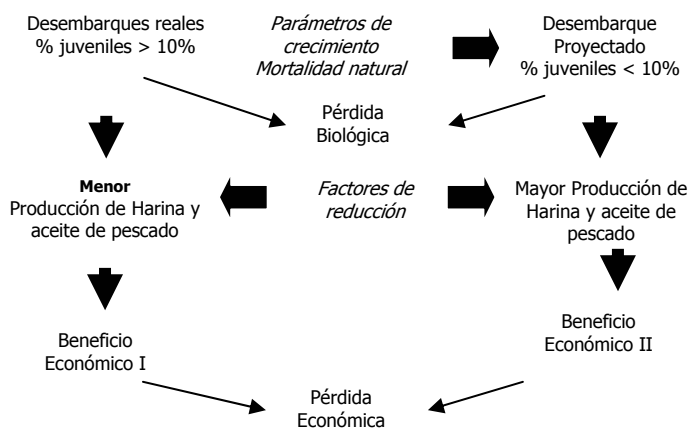 Desembarques reales
% juveniles > 10%
Parámetros de
crecimiento
Mortalidad natural
Desembarque
Proyectado
% juveniles < 10%
Pérdida
Biológica
Menor
Producción de Harina y
aceite de pescado
Factores de
reducción
Mayor Producción de
Harina y aceite de
pescado
Beneficio
Económico I
Beneficio
Económico II
Pérdida
Económica